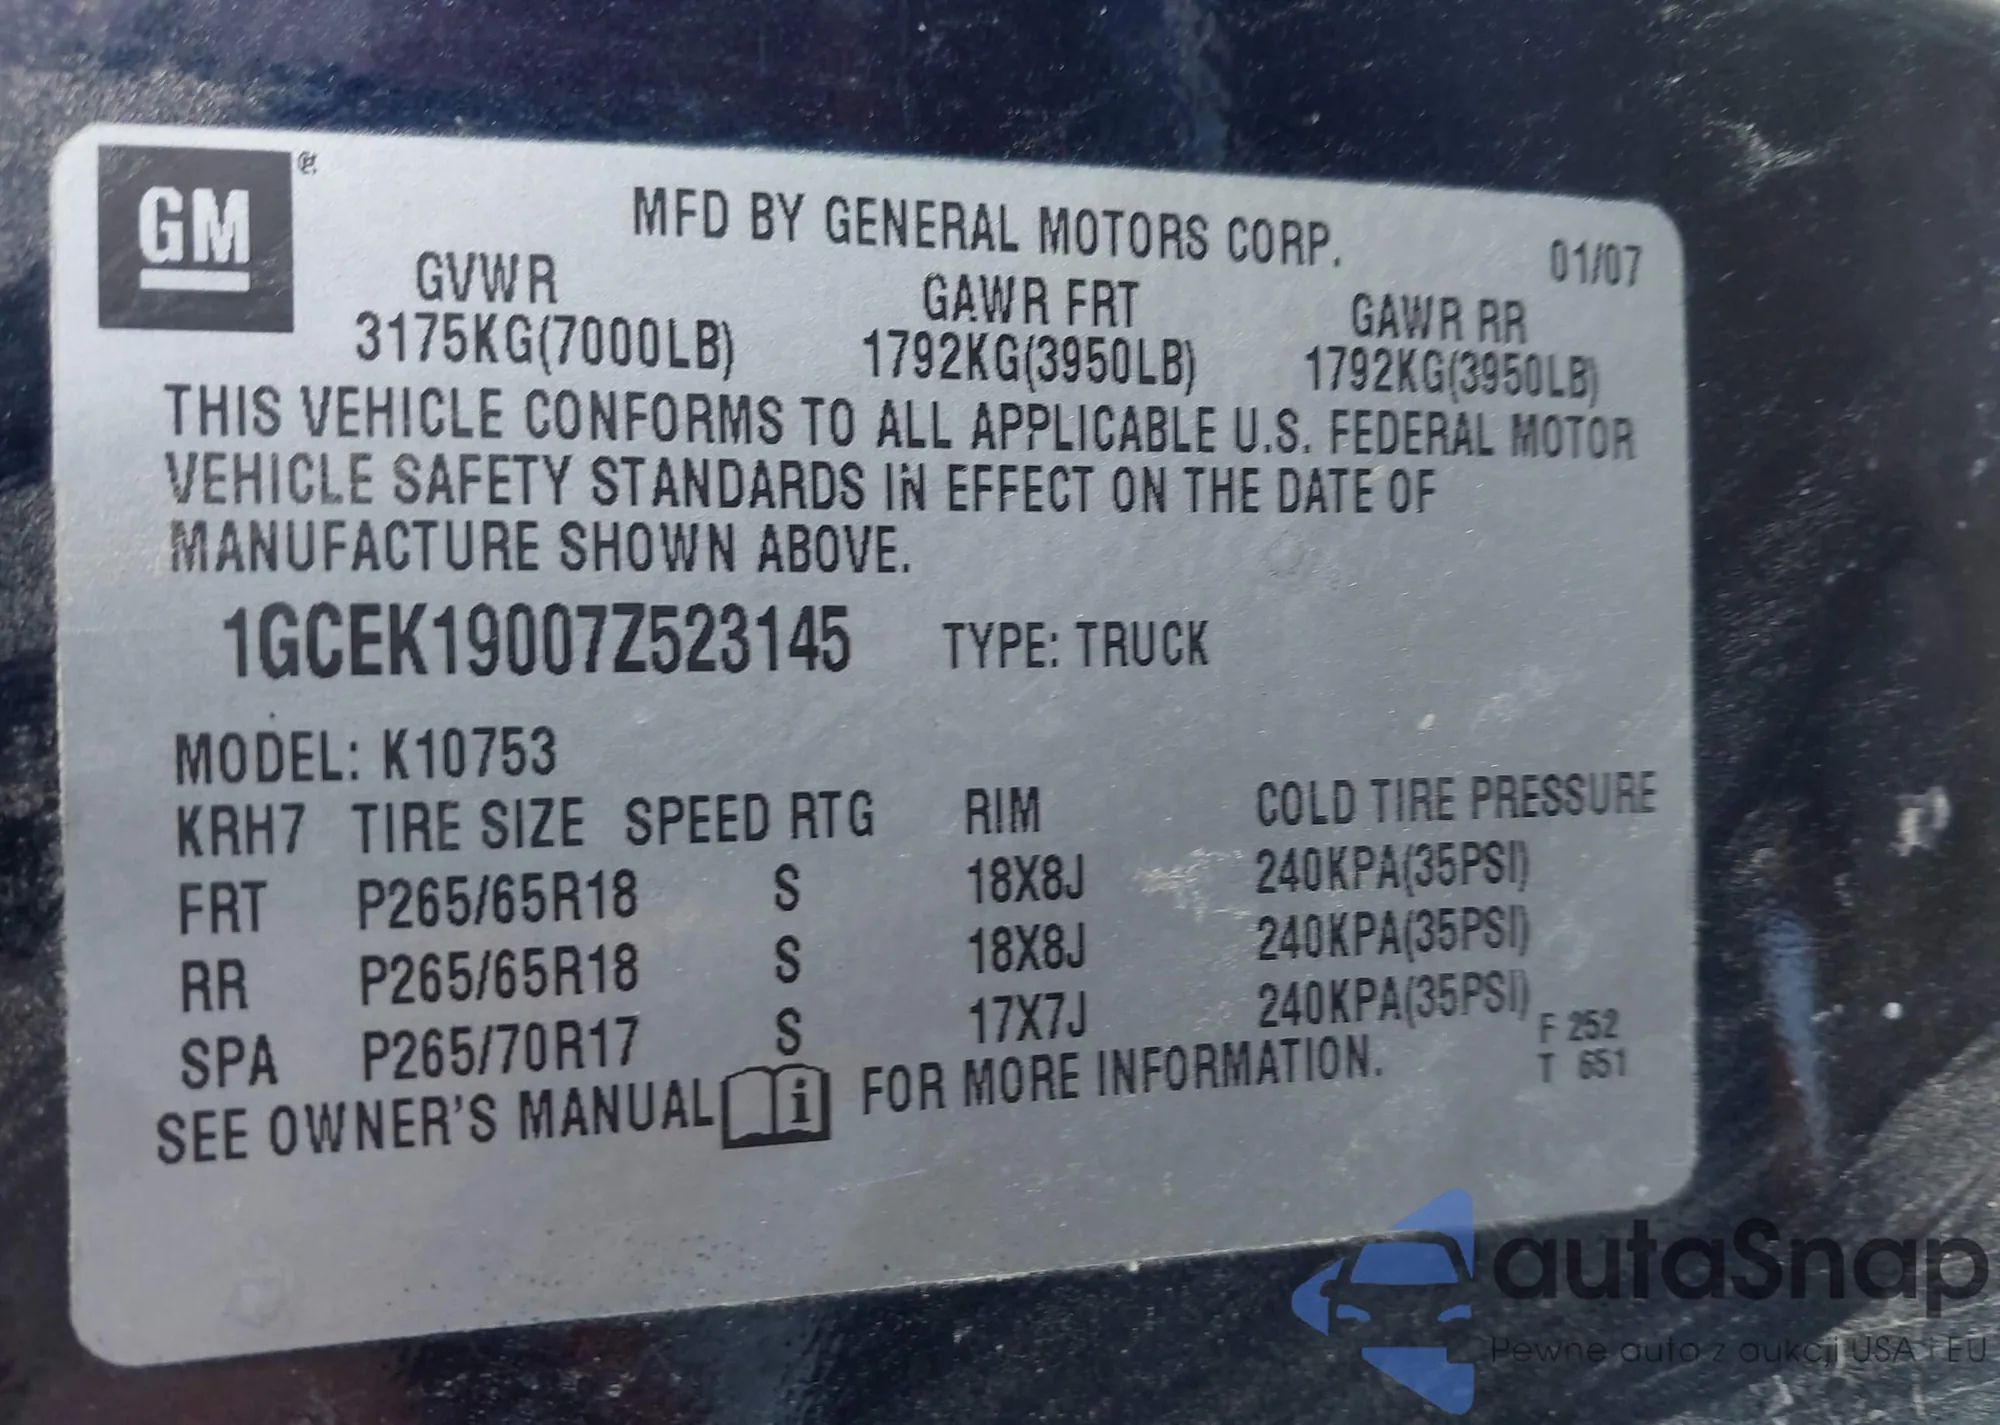 GM
MFD BY GENERAL MOTORS CORP.
01/07
GVWR GAWR FRT GAWR RR
3175KG(7000LB) 1792KG(3950LB) 1792KG(3950LB)
THIS VEHICLE CONFORMS TO ALL APPLICABLE U.S. FEDERAL MOTOR
VEHICLE SAFETY STANDARDS IN EFFECT ON THE DATE OF
MANUFACTURE SHOWN ABOVE.
1GCEK19007Z523145 TYPE: TRUCK
MODEL: K10753
KRH7 TIRE SIZE SPEED RTG RIM COLD TIRE PRESSURE
FRT P265/65R18 S 18X8J 240KPA(35PSI)
RR P265/65R18 S 18X8J 240KPA(35PSI)
SPA P265/70R17 S 17X7J 240KPA(35PSI)
SEE OWNER'S MANUAL i FOR MORE INFORMATION.
F 252
T 651
autaSnap
Pewne auto z aukcji USA i EU